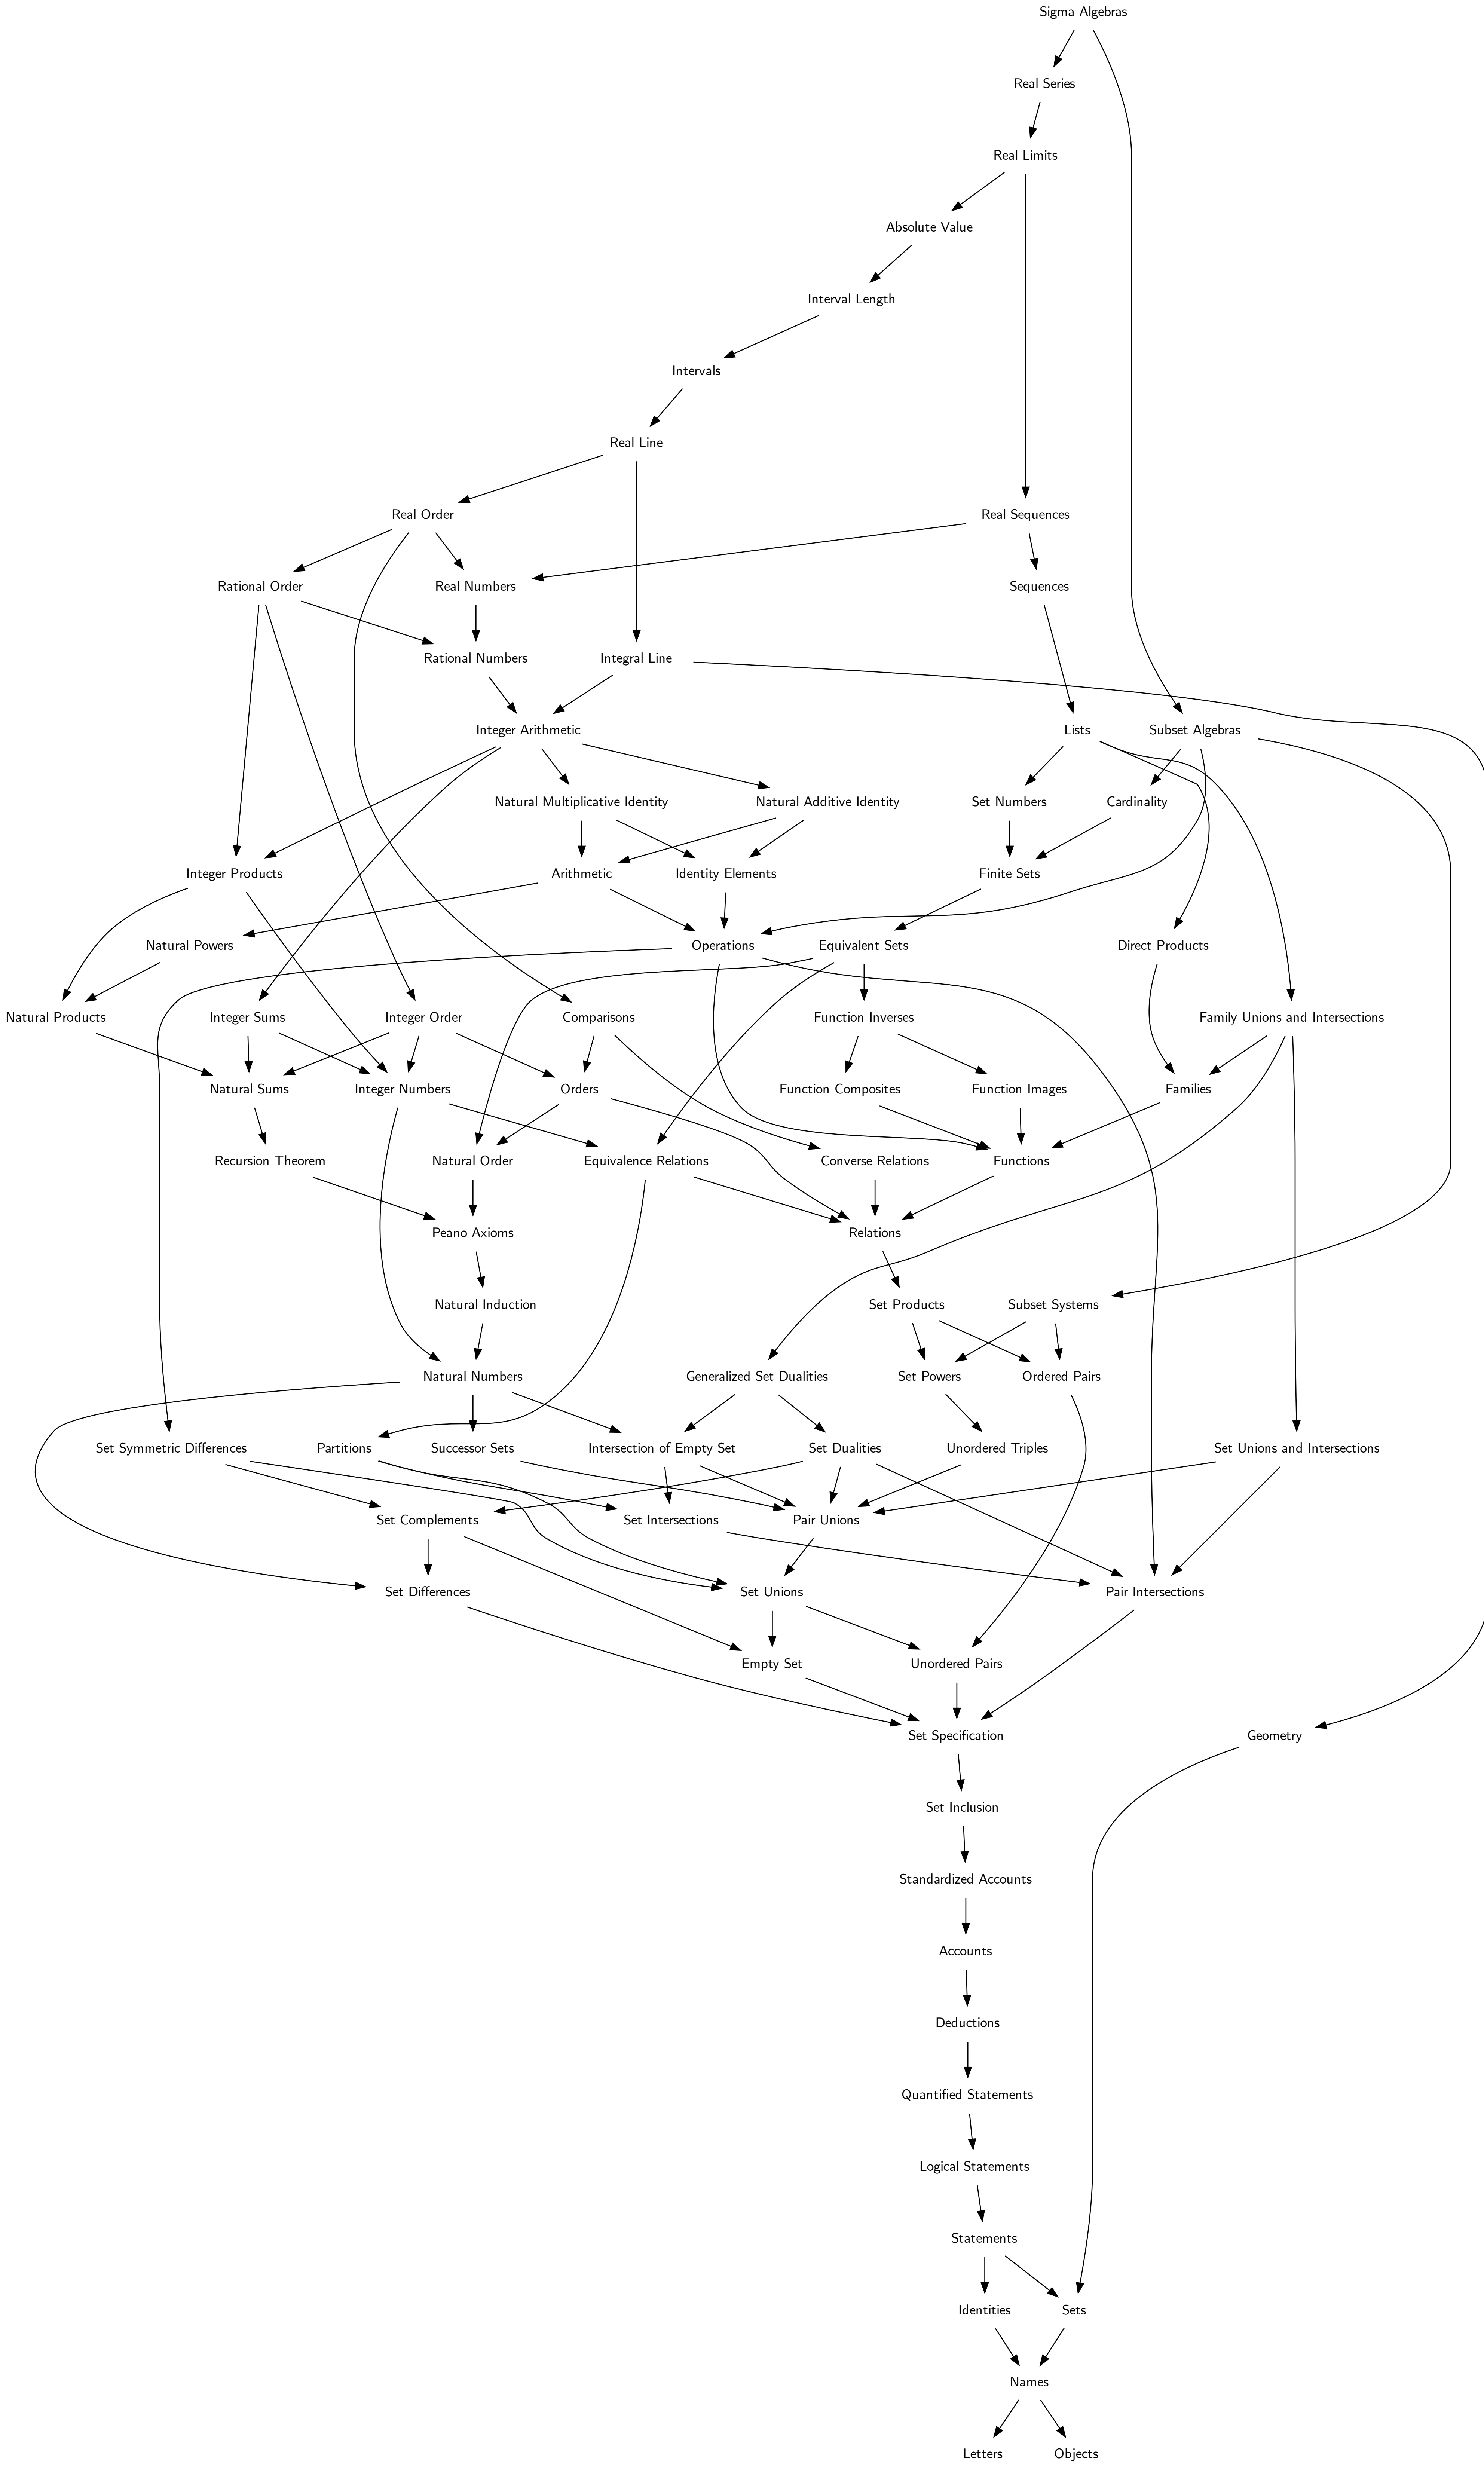 Sigma Algebras
Real Series
Real Limits
Absolute Value
Interval Length
Intervals
Real Line
Real Order
Real Sequences
Rational Order
Real Numbers
Sequences
Rational Numbers
Integral Line
Integer Arithmetic
Lists
Subset Algebras
Natural Multiplicative Identity
Natural Additive Identity
Set Numbers
Cardinality
Integer Products
Arithmetic
Identity Elements
Finite Sets
Natural Powers
Operations
Equivalent Sets
Direct Products
Natural Products
Integer Sums
Integer Order
Comparisons
Function Inverses
Family Unions and Intersections
Natural Sums
Integer Numbers
Orders
Function Composites
Function Images
Families
Recursion Theorem
Natural Order
Equivalence Relations
Converse Relations
Functions
Peano Axioms
Relations
Natural Induction
Set Products
Subset Systems
Natural Numbers
Generalized Set Dualities
Set Powers
Ordered Pairs
Set Symmetric Differences
Partitions
Successor Sets
Intersection of Empty Set
Set Dualities
Unordered Triples
Set Unions and Intersections
Set Complements
Set Intersections
Pair Unions
Set Differences
Set Unions
Pair Intersections
Empty Set
Unordered Pairs
Set Specification
Geometry
Set Inclusion
Standardized Accounts
Accounts
Deductions
Quantified Statements
Logical Statements
Statements
Identities
Sets
Names
Letters
Objects